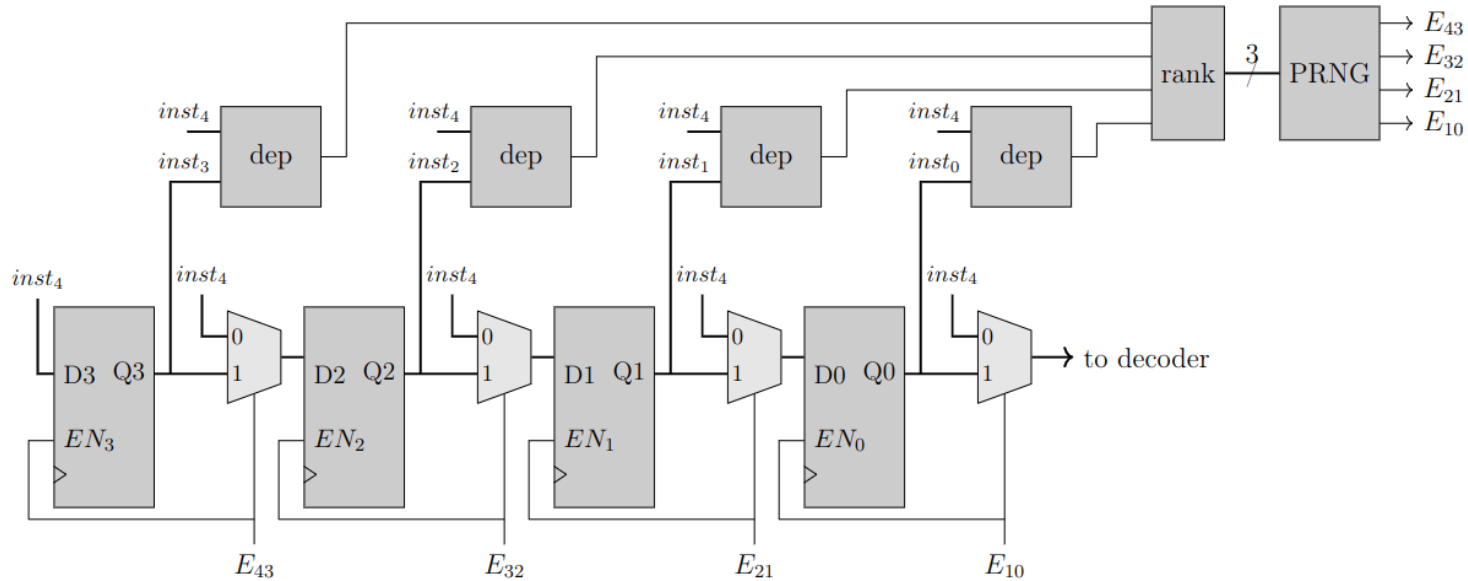 E₄₃
3
E₃₂
rank
PRNG
E₂₁
inst₄
inst₄
inst₄
inst₄
E₁₀
dep
dep
dep
dep
inst₃
inst₂
inst₁
inst₀
inst₄
inst₄
inst₄
inst₄
inst₄
0
0
0
0
to decoder
D3 Q3
1
D2 Q2
1
D1 Q1
1
D0 Q0
1
EN₃
EN₂
EN₁
EN₀
E₄₃
E₃₂
E₂₁
E₁₀